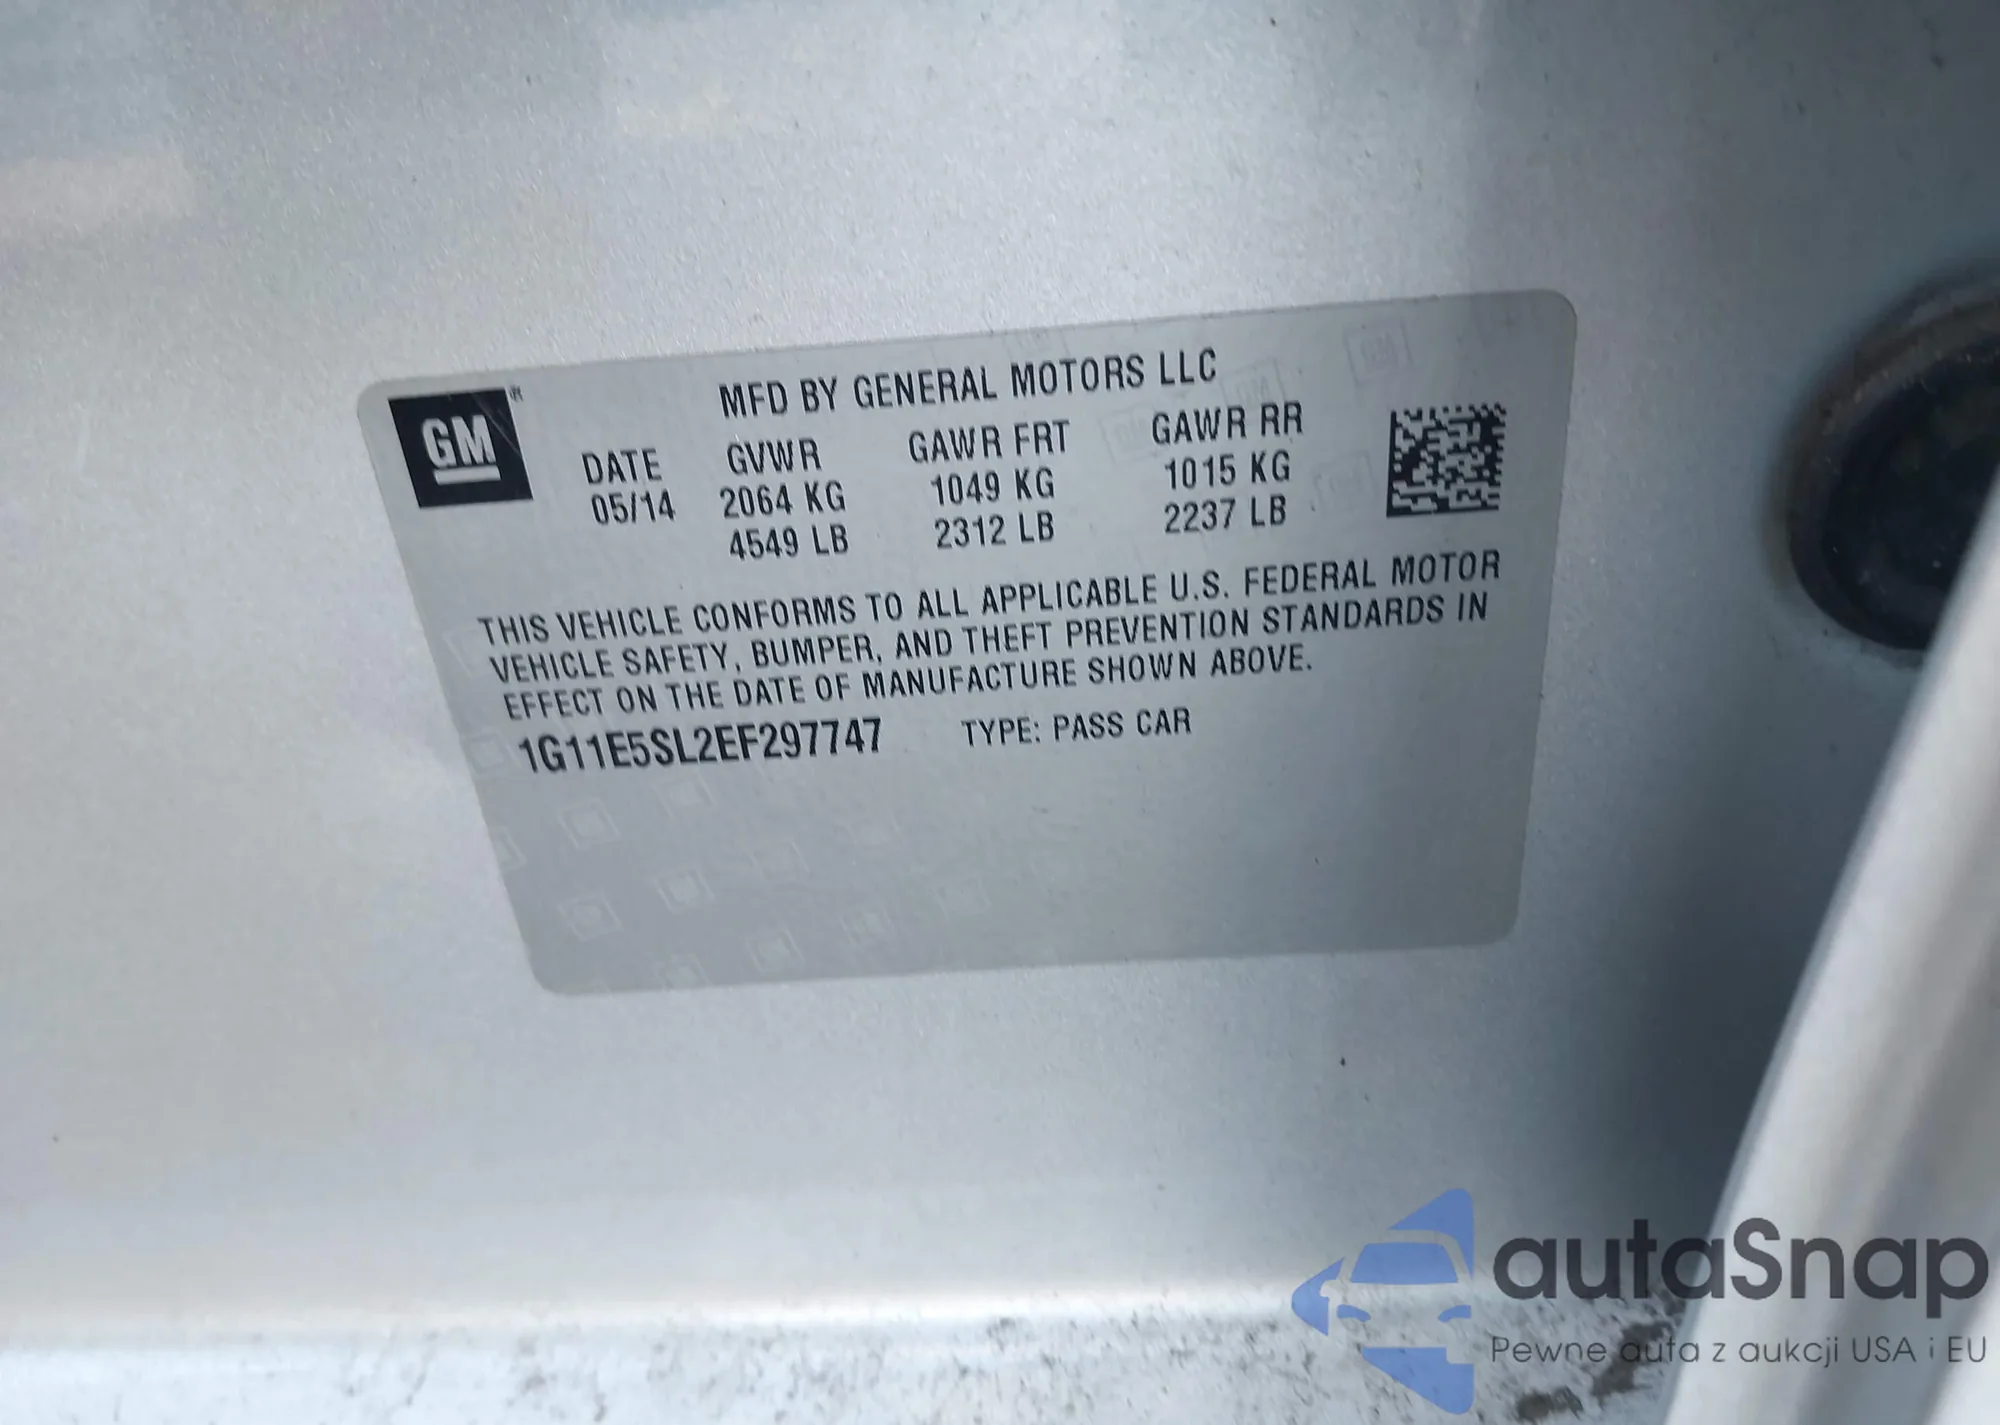 GM
MFD BY GENERAL MOTORS LLC
DATE GVWR GAWR FRT GAWR RR
05/14 2064 KG 1049 KG 1015 KG
4549 LB 2312 LB 2237 LB
THIS VEHICLE CONFORMS TO ALL APPLICABLE U.S. FEDERAL MOTOR
VEHICLE SAFETY, BUMPER, AND THEFT PREVENTION STANDARDS IN
EFFECT ON THE DATE OF MANUFACTURE SHOWN ABOVE.
1G11E5SL2EF297747 TYPE: PASS CAR
autaSnap
Pewne auta z aukcji USA i EU